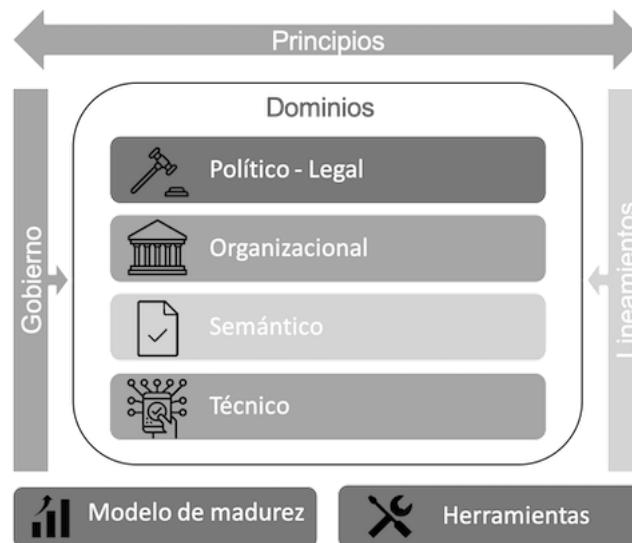 Principios
Dominios
Político - Legal
Organizacional
Semántico
Técnico
Gobierno
Lineamientos
Modelo de madurez
Herramientas